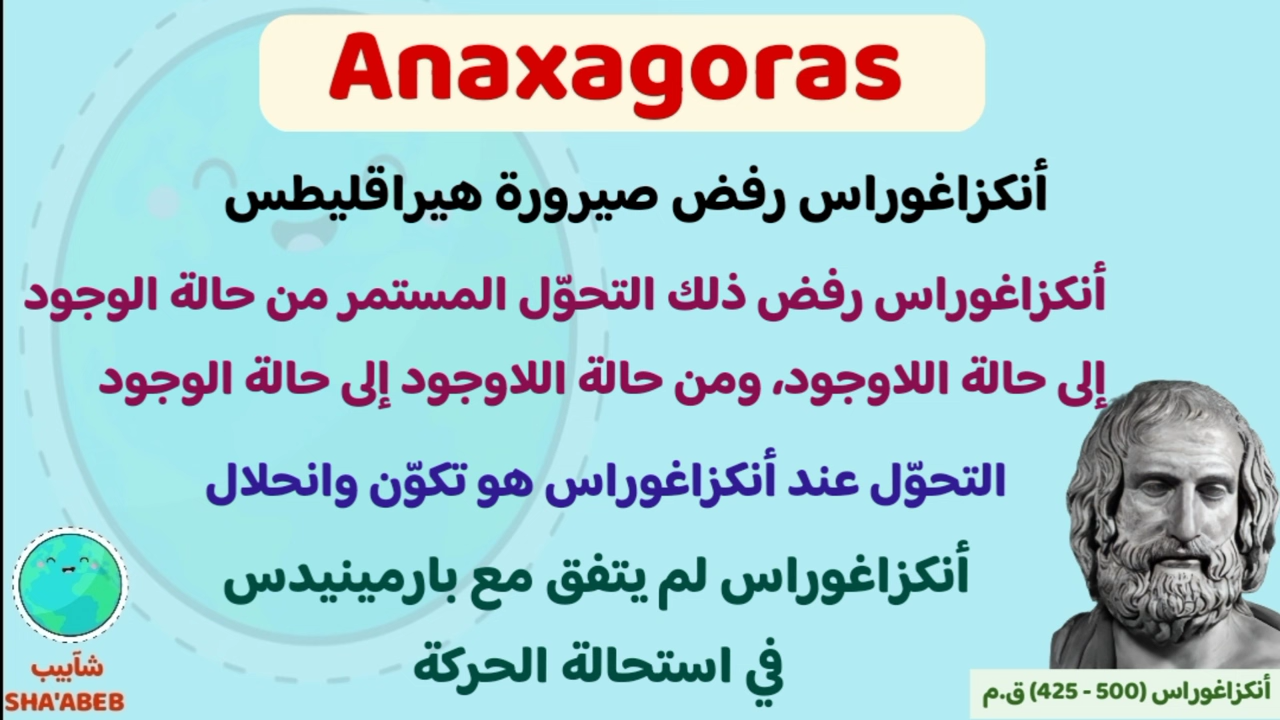 Anaxagoras
أنكزاغوراس رفض صيرورة هيراقليطس
أنكزاغوراس رفض ذلك التحوّل المستمر من حالة الوجود
إلى حالة اللاوجود، ومن حالة اللاوجود إلى حالة الوجود
التحوّل عند أنكزاغوراس هو تكوّن وانحلال
أنكزاغوراس لم يتفق مع بارمينيدس
في استحالة الحركة
أنكزاغوراس (500 - 425) ق.م
شآبيب
SHA'ABEB